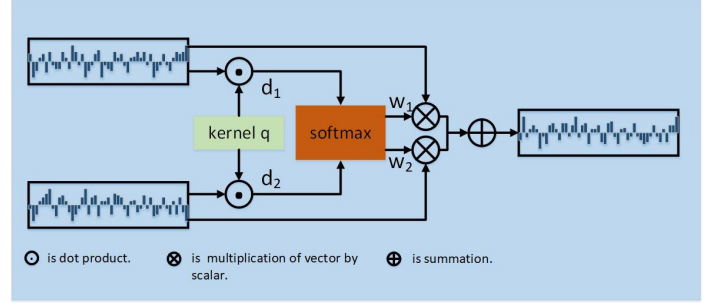 d1
w1
kernel q
softmax
w2
d2
is dot product.
is multiplication of vector by
scalar.
is summation.